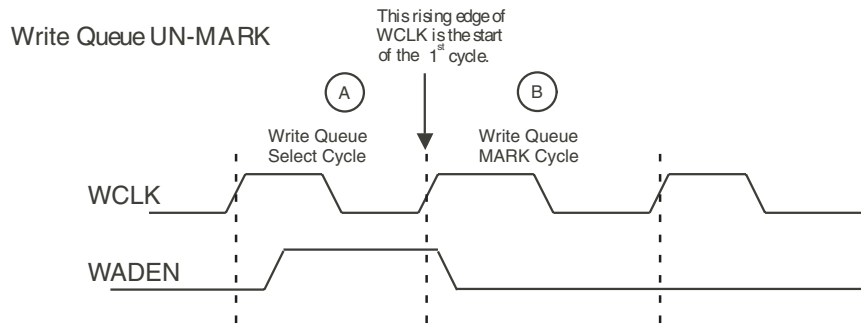 Write Queue UN-MARK
This rising edge of
WCLK is the start
of the 1st cycle.
A
B
Write Queue
Select Cycle
Write Queue
MARK Cycle
WCLK
WADEN